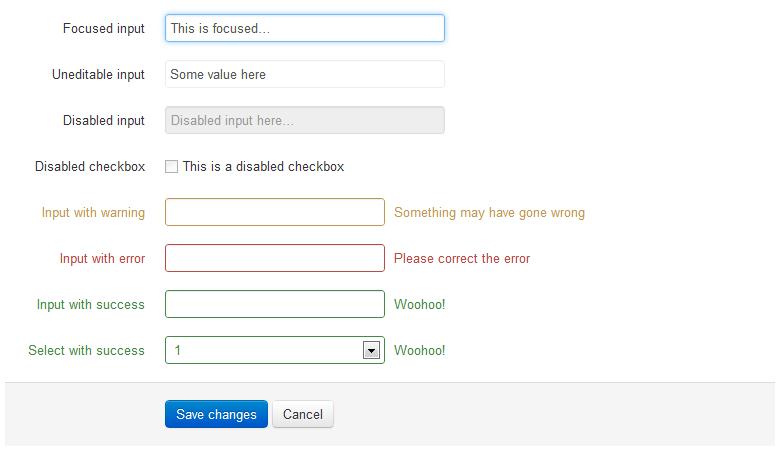 Focused input This is focused...
Uneditable input Some value here
Disabled input Disabled input here...
Disabled checkbox This is a disabled checkbox
Input with warning Something may have gone wrong
Input with error Please correct the error
Input with success Woohoo!
Select with success 1 Woohoo!
Save changes Cancel